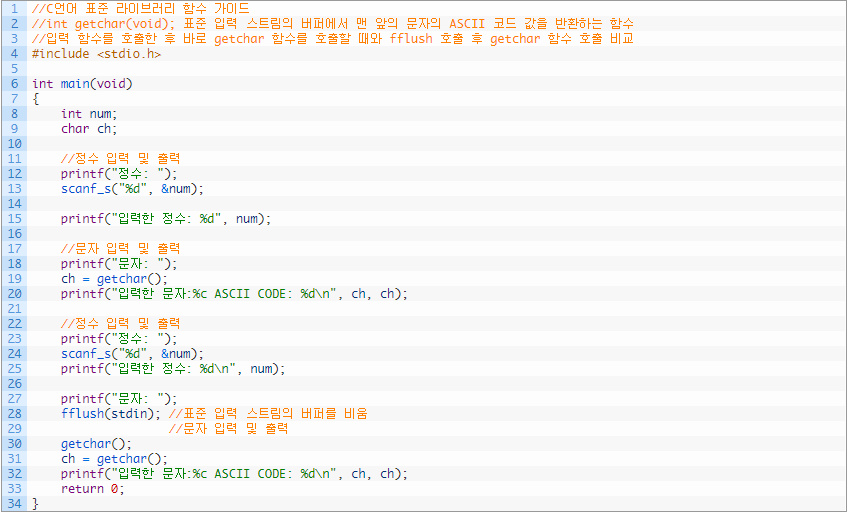 1 //C언어 표준 라이브러리 함수 가이드
2 //int getchar(void); 표준 입력 스트림의 버퍼에서 맨 앞의 문자의 ASCII 코드 값을 반환하는 함수
3 //입력 함수를 호출한 후 바로 getchar 함수를 호출할 때와 fflush 호출 후 getchar 함수 호출 비교
4 #include <stdio.h>
5
6 int main(void)
7 {
8     int num;
9     char ch;
10
11     //정수 입력 및 출력
12     printf("정수: ");
13     scanf_s("%d", &num);
14
15     printf("입력한 정수: %d", num);
16
17     //문자 입력 및 출력
18     printf("문자: ");
19     ch = getchar();
20     printf("입력한 문자:%c ASCII CODE: %d\n", ch, ch);
21
22     //정수 입력 및 출력
23     printf("정수: ");
24     scanf_s("%d", &num);
25     printf("입력한 정수: %d\n", num);
26
27     printf("문자: ");
28     fflush(stdin); //표준 입력 스트림의 버퍼를 비움
29                    //문자 입력 및 출력
30     getchar();
31     ch = getchar();
32     printf("입력한 문자:%c ASCII CODE: %d\n", ch, ch);
33     return 0;
34 }